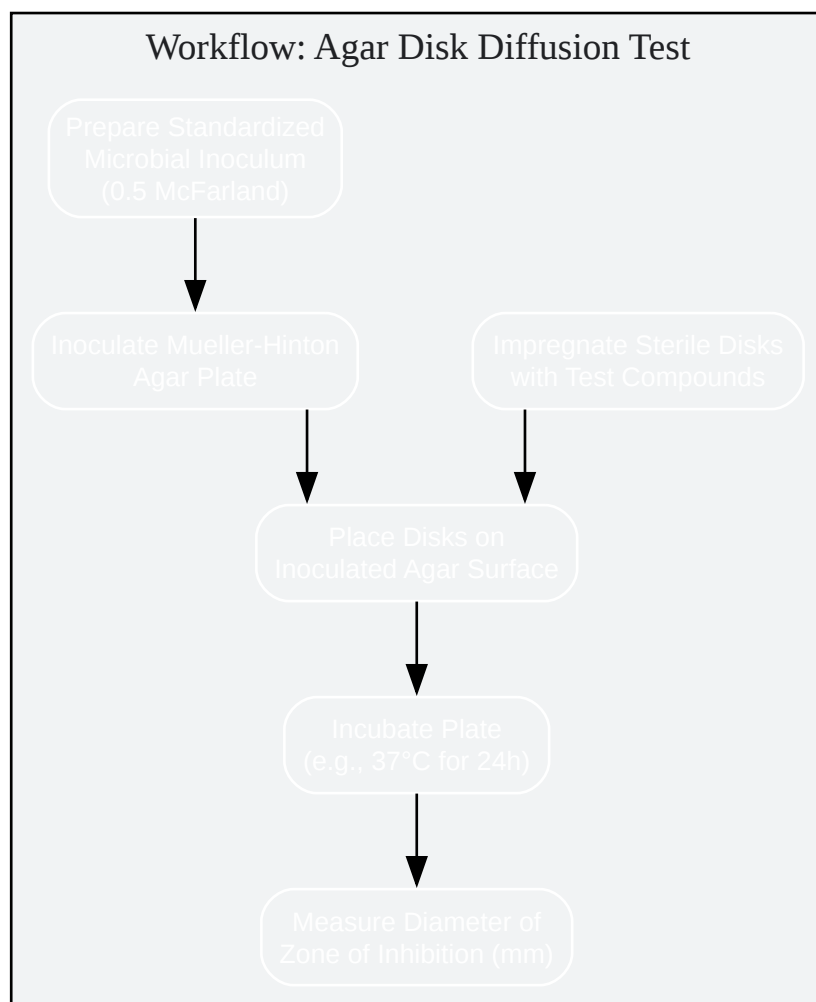 Workflow: Agar Disk Diffusion Test
Prepare Standardized
Microbial Inoculum
(0.5 McFarland)
Inoculate Mueller-Hinton
Agar Plate
Impregnate Sterile Disks
with Test Compounds
Place Disks on
Inoculated Agar Surface
Incubate Plate
(e.g., 37°C for 24h)
Measure Diameter of
Zone of Inhibition (mm)